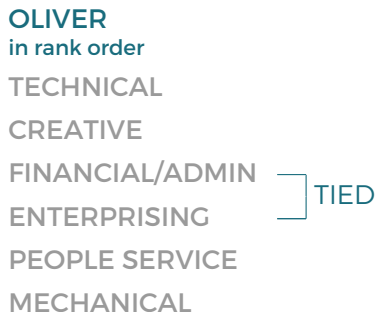 OLIVER
in rank order
TECHNICAL
CREATIVE
FINANCIAL/ADMIN
ENTERPRISING
TIED
PEOPLE SERVICE
MECHANICAL